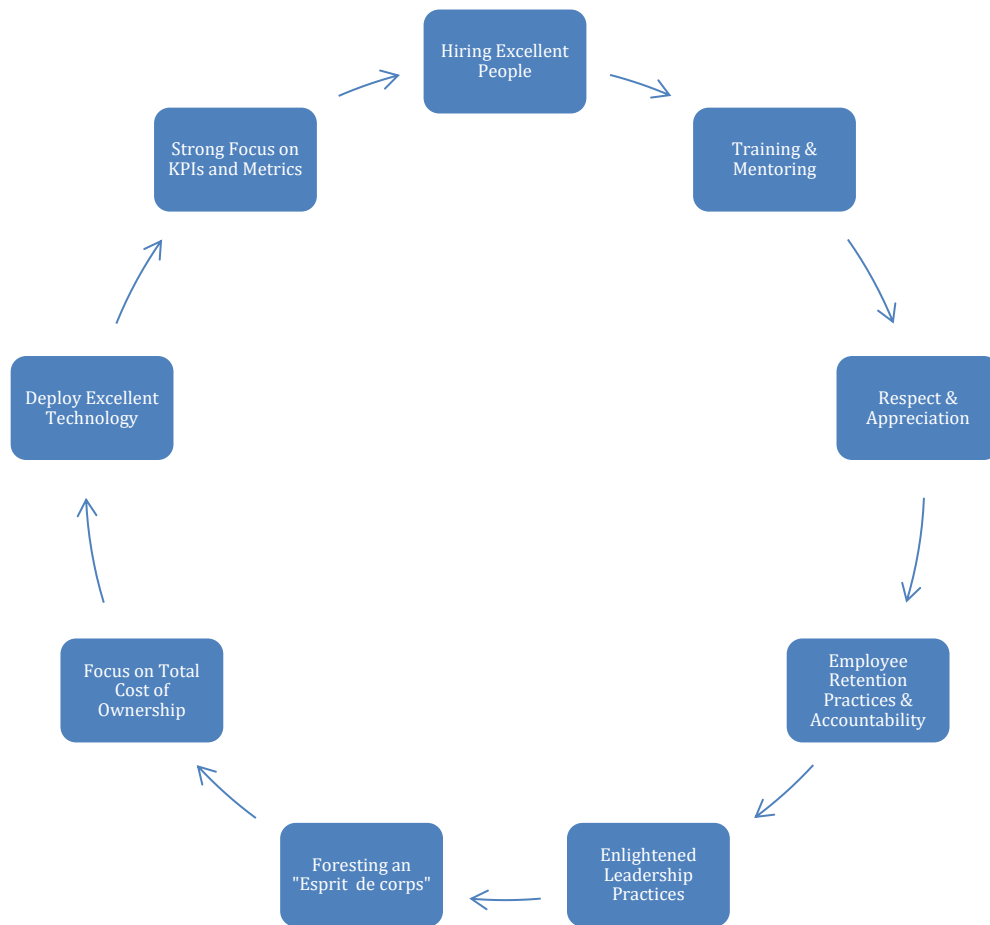 Hiring Excellent
People
Training &
Mentoring
Respect &
Appreciation
Employee
Retention
Practices &
Accountability
Enlightened
Leadership
Practices
Foresting an
"Esprit  de corps"
Focus on Total
Cost of
Ownership
Deploy Excellent
Technology
Strong Focus on
KPIs and Metrics